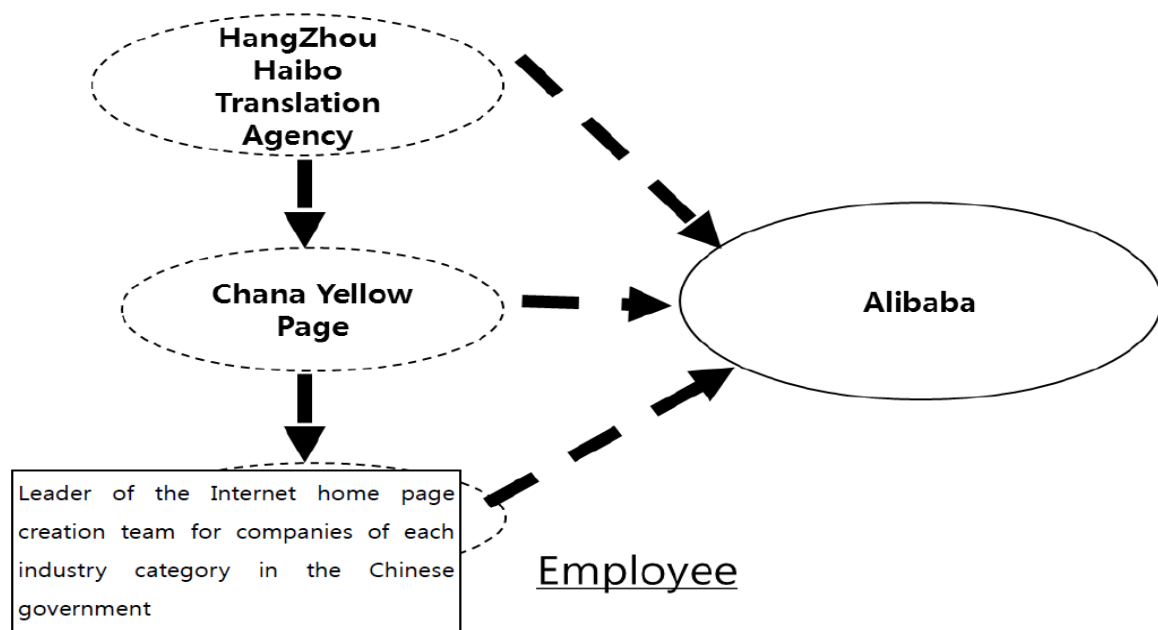 HangZhou
Haibo
Translation
Agency
Chana Yellow
Page
Alibaba
Leader of the Internet home page
creation team for companies of each
industry category in the Chinese
government
Employee